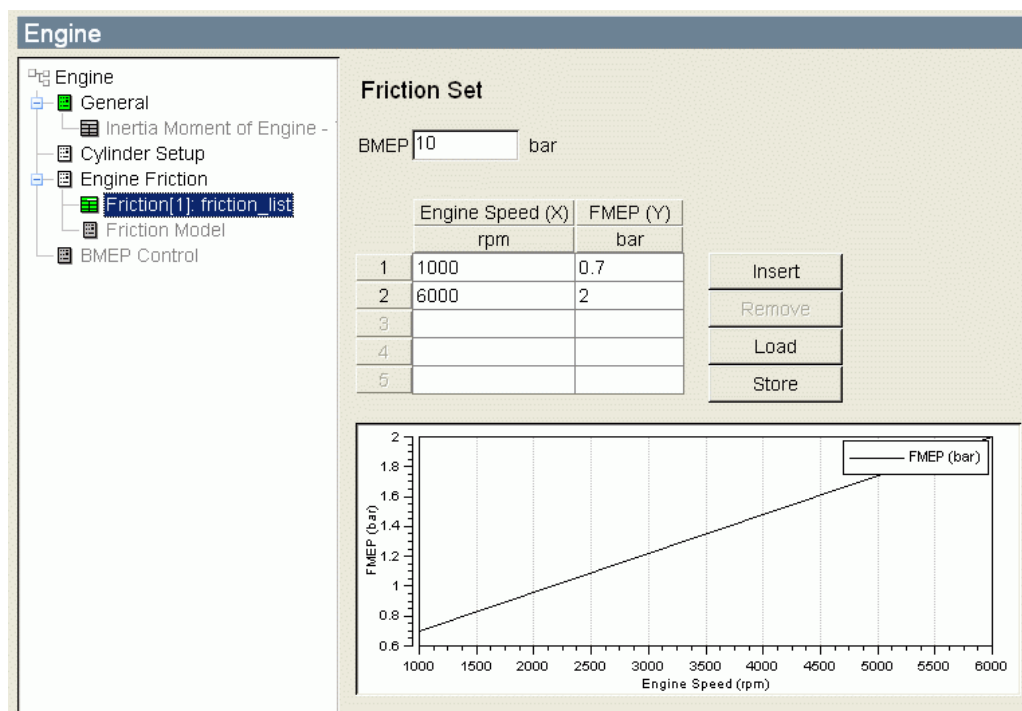 Engine
Engine
General
Inertia Moment of Engine -
Cylinder Setup
Engine Friction
Friction[1]: friction_list
Friction Model
BMEP Control
Friction Set
BMEP 10 bar
Engine Speed (X) FMEP (Y)
rpm bar
1 1000 0.7
2 6000 2
3
4
5
Insert
Remove
Load
Store
FMEP (bar)
2
1.8
1.6
1.4
1.2
1
0.8
0.6
FMEP (bar)
1000 1500 2000 2500 3000 3500 4000 4500 5000 5500 6000
Engine Speed (rpm)